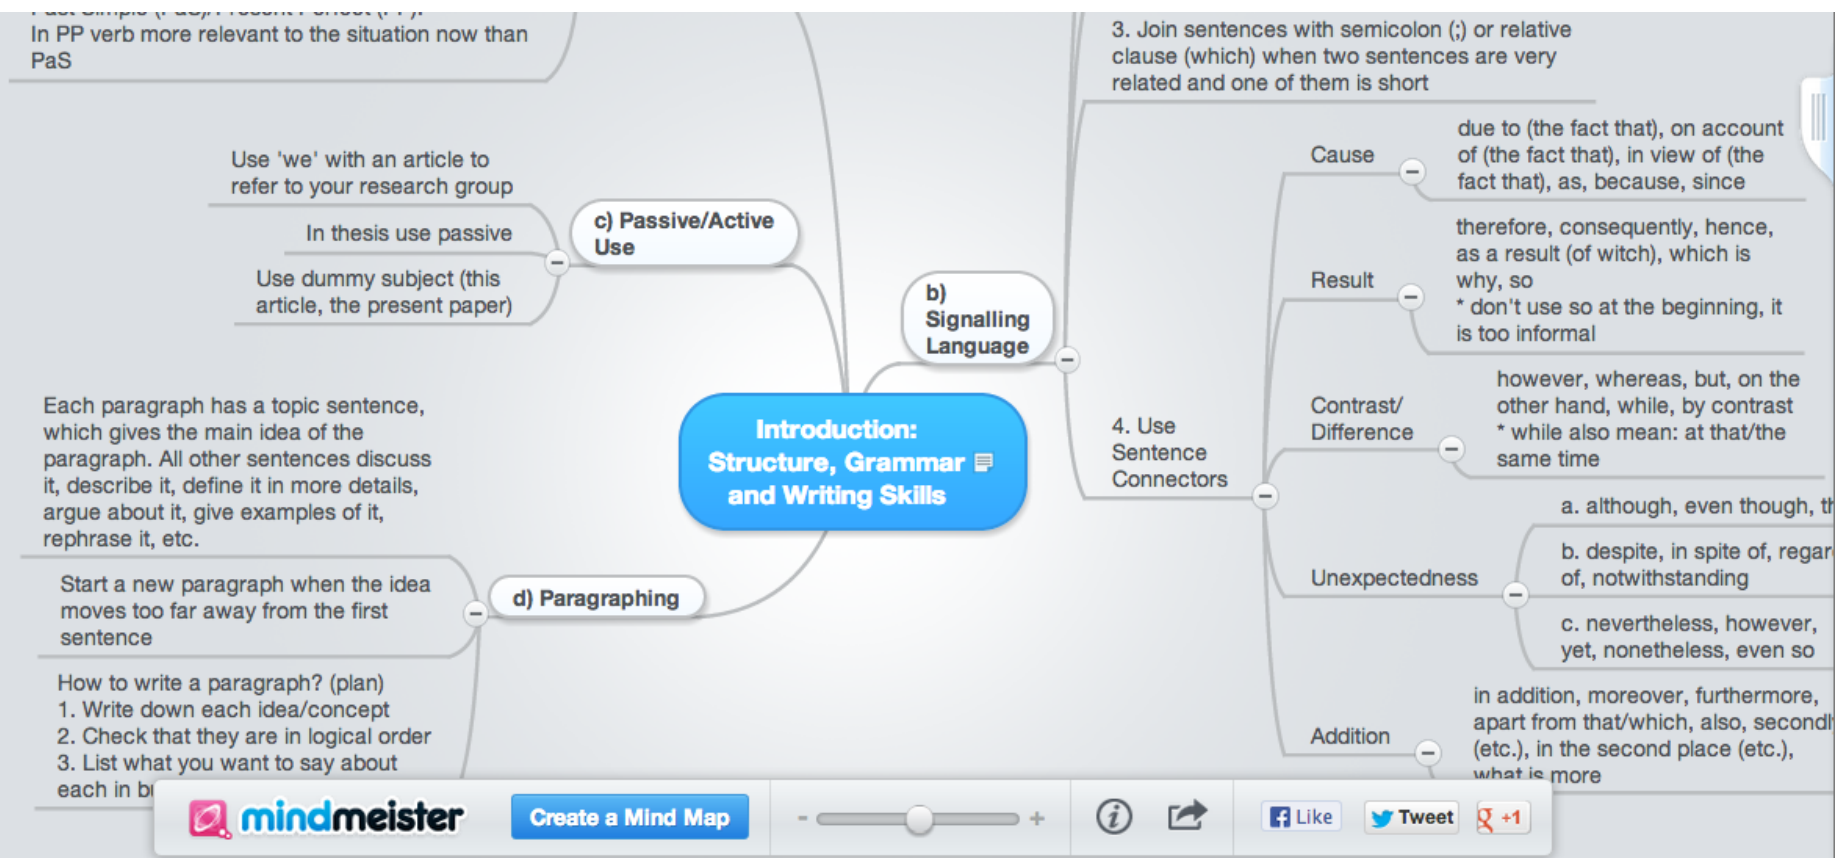 In PP verb more relevant to the situation now than
PaS
Use 'we' with an article to
refer to your research group
In thesis use passive
Use dummy subject (this
article, the present paper)
c) Passive/Active
Use
Each paragraph has a topic sentence,
which gives the main idea of the
paragraph. All other sentences discuss
it, describe it, define it in more details,
argue about it, give examples of it,
rephrase it, etc.
Start a new paragraph when the idea
moves too far away from the first
sentence
How to write a paragraph? (plan)
1. Write down each idea/concept
2. Check that they are in logical order
3. List what you want to say about
each in
d) Paragraphing
Introduction:
Structure, Grammar
and Writing Skills
b)
Signalling
Language
3. Join sentences with semicolon (;) or relative
clause (which) when two sentences are very
related and one of them is short
4. Use
Sentence
Connectors
Cause
due to (the fact that), on account
of (the fact that), in view of (the
fact that), as, because, since
Result
therefore, consequently, hence,
as a result (of witch), which is
why, so
* don't use so at the beginning, it
is too informal
Contrast/
Difference
however, whereas, but, on the
other hand, while, by contrast
* while also mean: at that/the
same time
Unexpectedness
a. although, even though,
b. despite, in spite of,
of, notwithstanding
c. nevertheless, however,
yet, nonetheless, even so
Addition
in addition, moreover, furthermore,
apart from that/which, also,
(etc.), in the second place (etc.),
what is more
mindmeister
Create a Mind Map
- +
Like
Tweet
+1